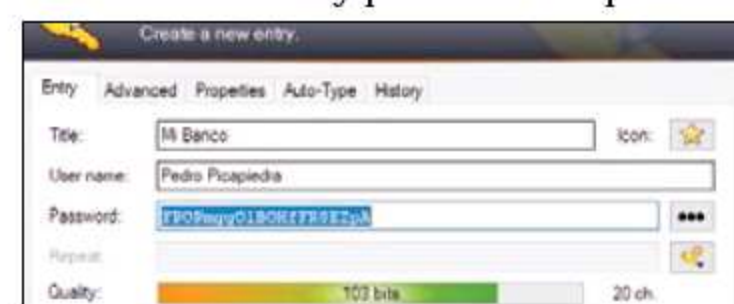 Create a new entry.
Entry Advanced Properties Auto-Type History
Title: Mi Banco Icon:
User name: Pedro Picapiedra
Password:
Repeat:
Quality: 103 bits 20 ch.